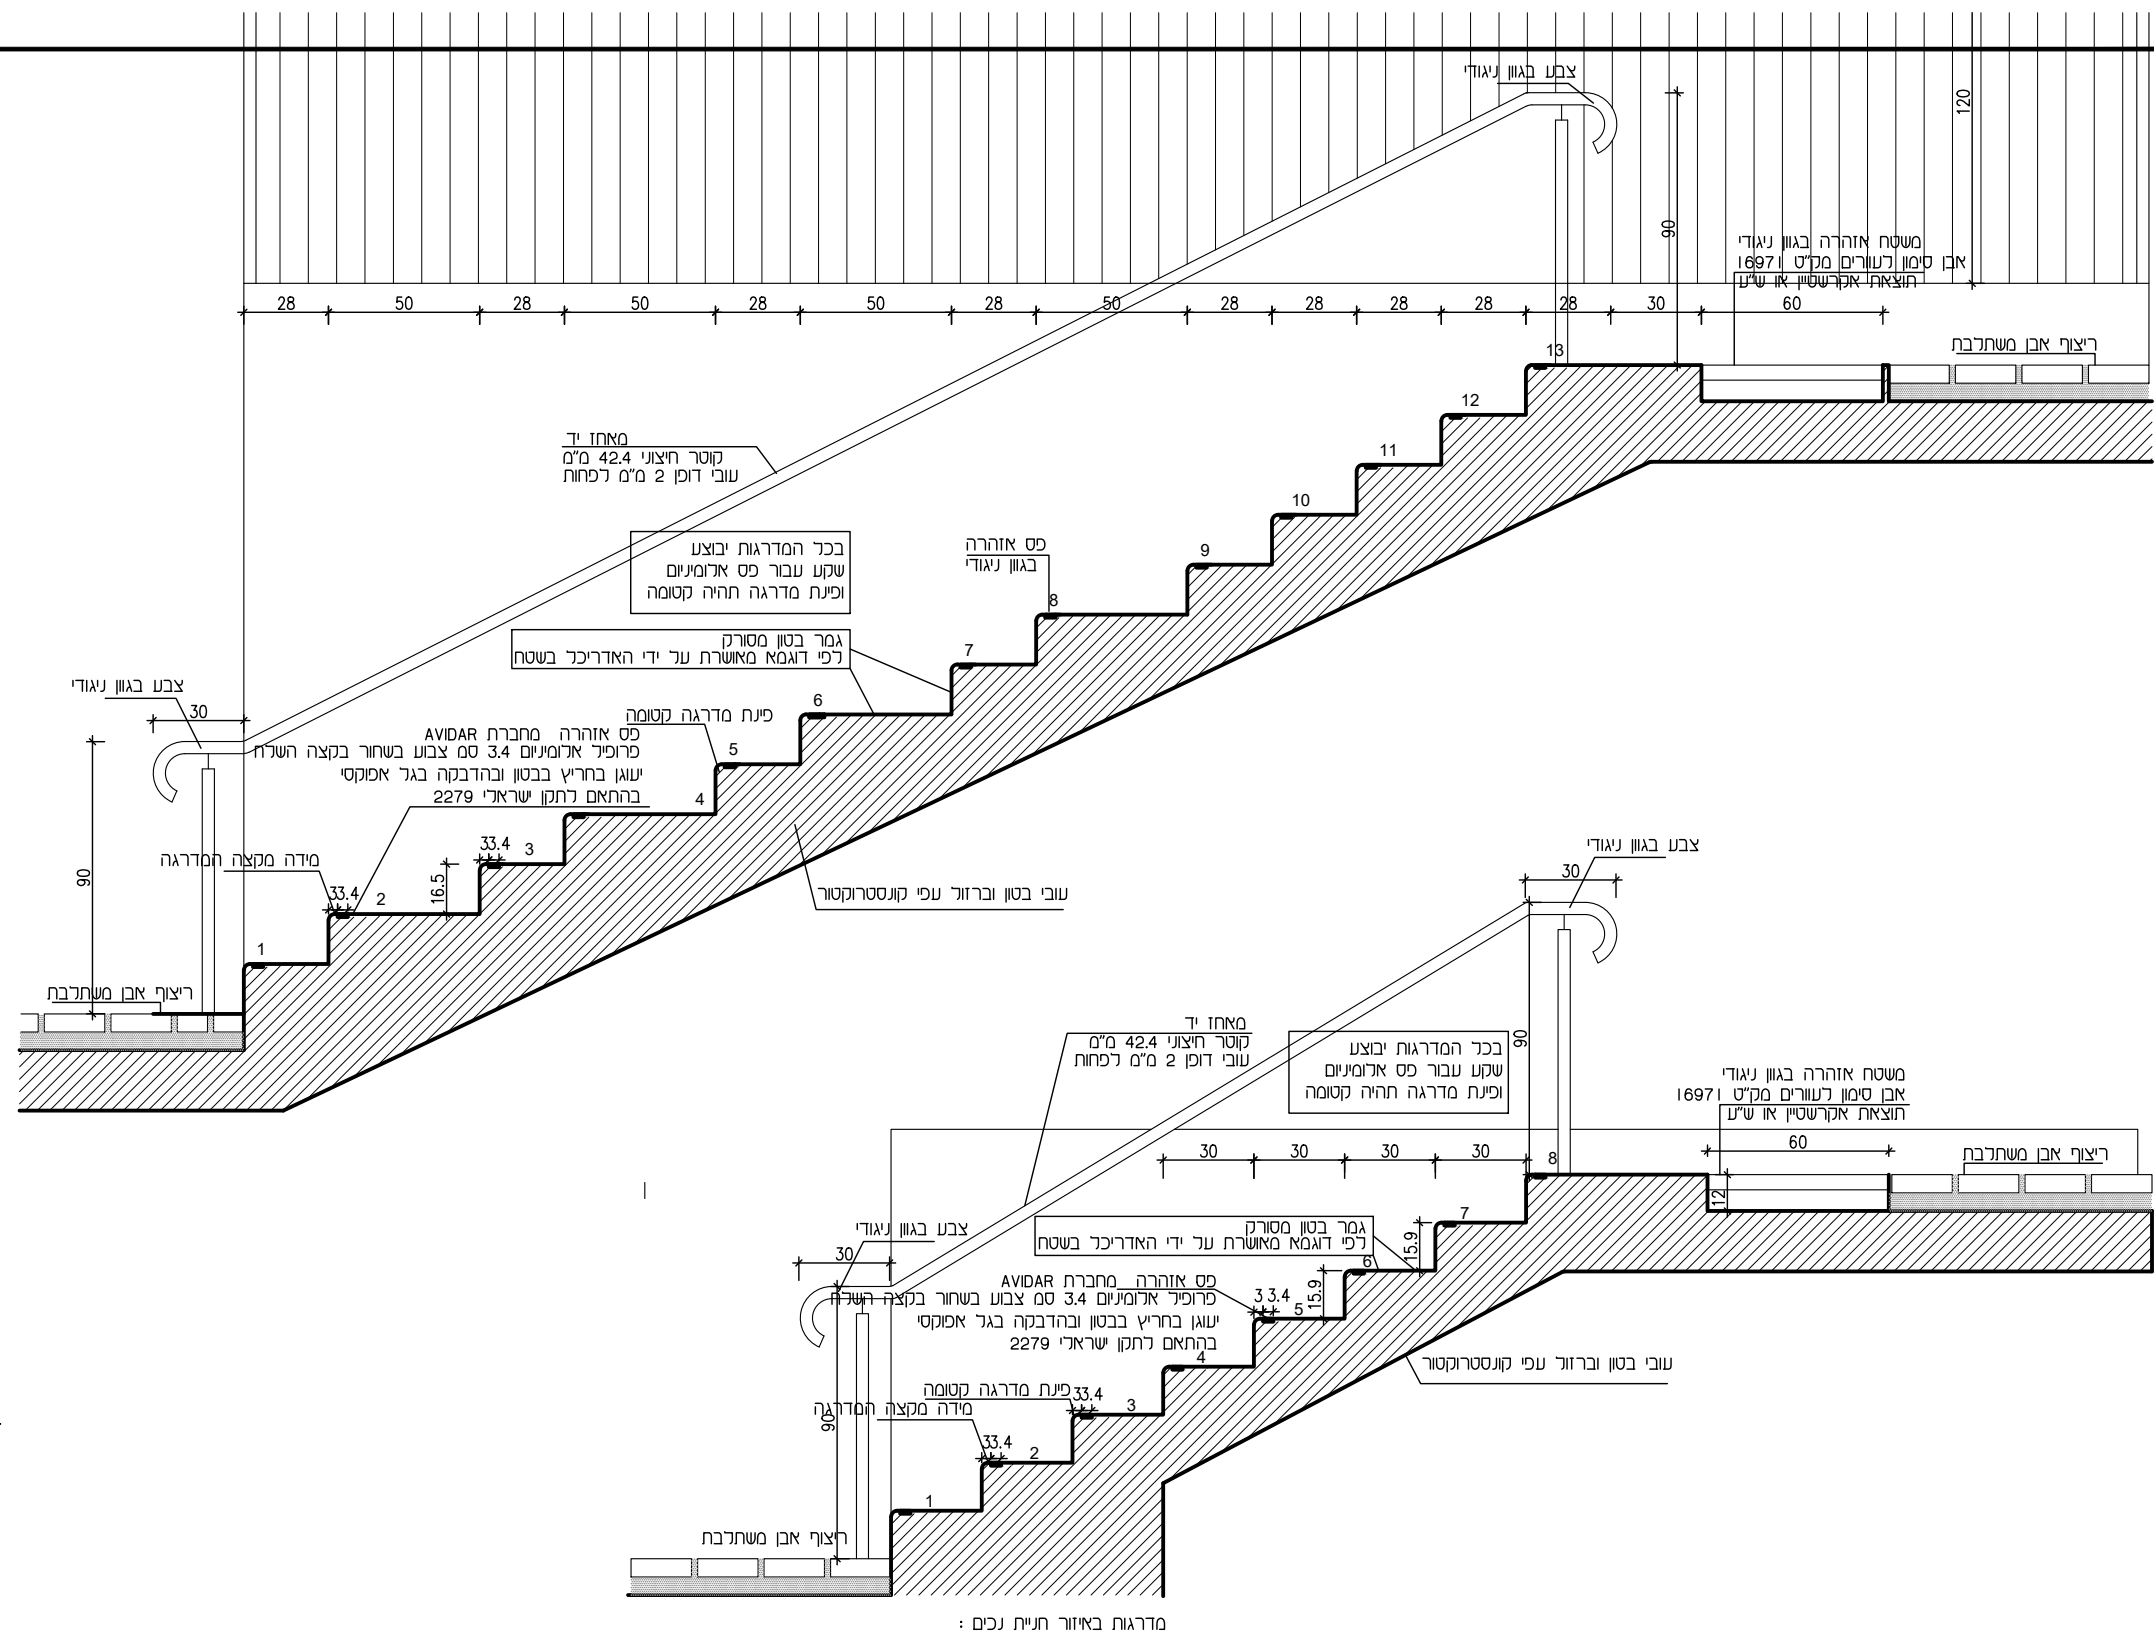 צבע בגוון ניגודי
120
90
משטח אזהרה בגוון ניגודי
אבן סימון לעוורים מק"ט 16971
תוצאת אקרשטיין או ש"ע
28 50 28 50 28 50 28 50 28 28 28 28 28 30 60
ריצוף אבן משתלבת
13
12
11
10
9
8
7
6
5
4
3
2
1
מאחז יד
קוטר חיצוני 42.4 מ"מ
עובי דופן 2 מ"מ לפחות
בכל המדרגות יבוצע
שקע עבור פס אלומיניום
ופינת מדרגה תהיה קטומה
פס אזהרה
בגוון ניגודי
גמר בטון מסורק
לפי דוגמא מאושרת על ידי האדריכל בשטח
צבע בגוון ניגודי
30
90
פינת מדרגה קטומה
פס אזהרה מחברת AVIDAR
פרופיל אלומיניום 3.4 סמ צבוע בשחור בקצה השלח
יעוגן בחריץ בבטון ובהדבקה בגל אפוקסי
בהתאם לתקן ישראלי 2279
33.4
16.5
מידה מקצה המדרגה
33.4
עובי בטון וברזול עפי קונסטרוקטור
ריצוף אבן משתלבת
צבע בגוון ניגודי
30
90
מאחז יד
קוטר חיצוני 42.4 מ"מ
עובי דופן 2 מ"מ לפחות
בכל המדרגות יבוצע
שקע עבור פס אלומיניום
ופינת מדרגה תהיה קטומה
משטח אזהרה בגוון ניגודי
אבן סימון לעוורים מק"ט 16971
תוצאת אקרשטיין או ש"ע
30 30 30 30 60
ריצוף אבן משתלבת
12
8
7
6
5
4
3
2
1
צבע בגוון ניגודי
30
90
גמר בטון מסורק
לפי דוגמא מאושרת על ידי האדריכל בשטח
15.9
15.9
פס אזהרה מחברת AVIDAR
פרופיל אלומיניום 3.4 סמ צבוע בשחור בקצה השלח
יעוגן בחריץ בבטון ובהדבקה בגל אפוקסי
בהתאם לתקן ישראלי 2279
3 3.4
עובי בטון וברזול עפי קונסטרוקטור
פינת מדרגה קטומה
33.4
מידה מקצה המדרגה
33.4
ריצוף אבן משתלבת
מדרגות באיזור חניית נכים :